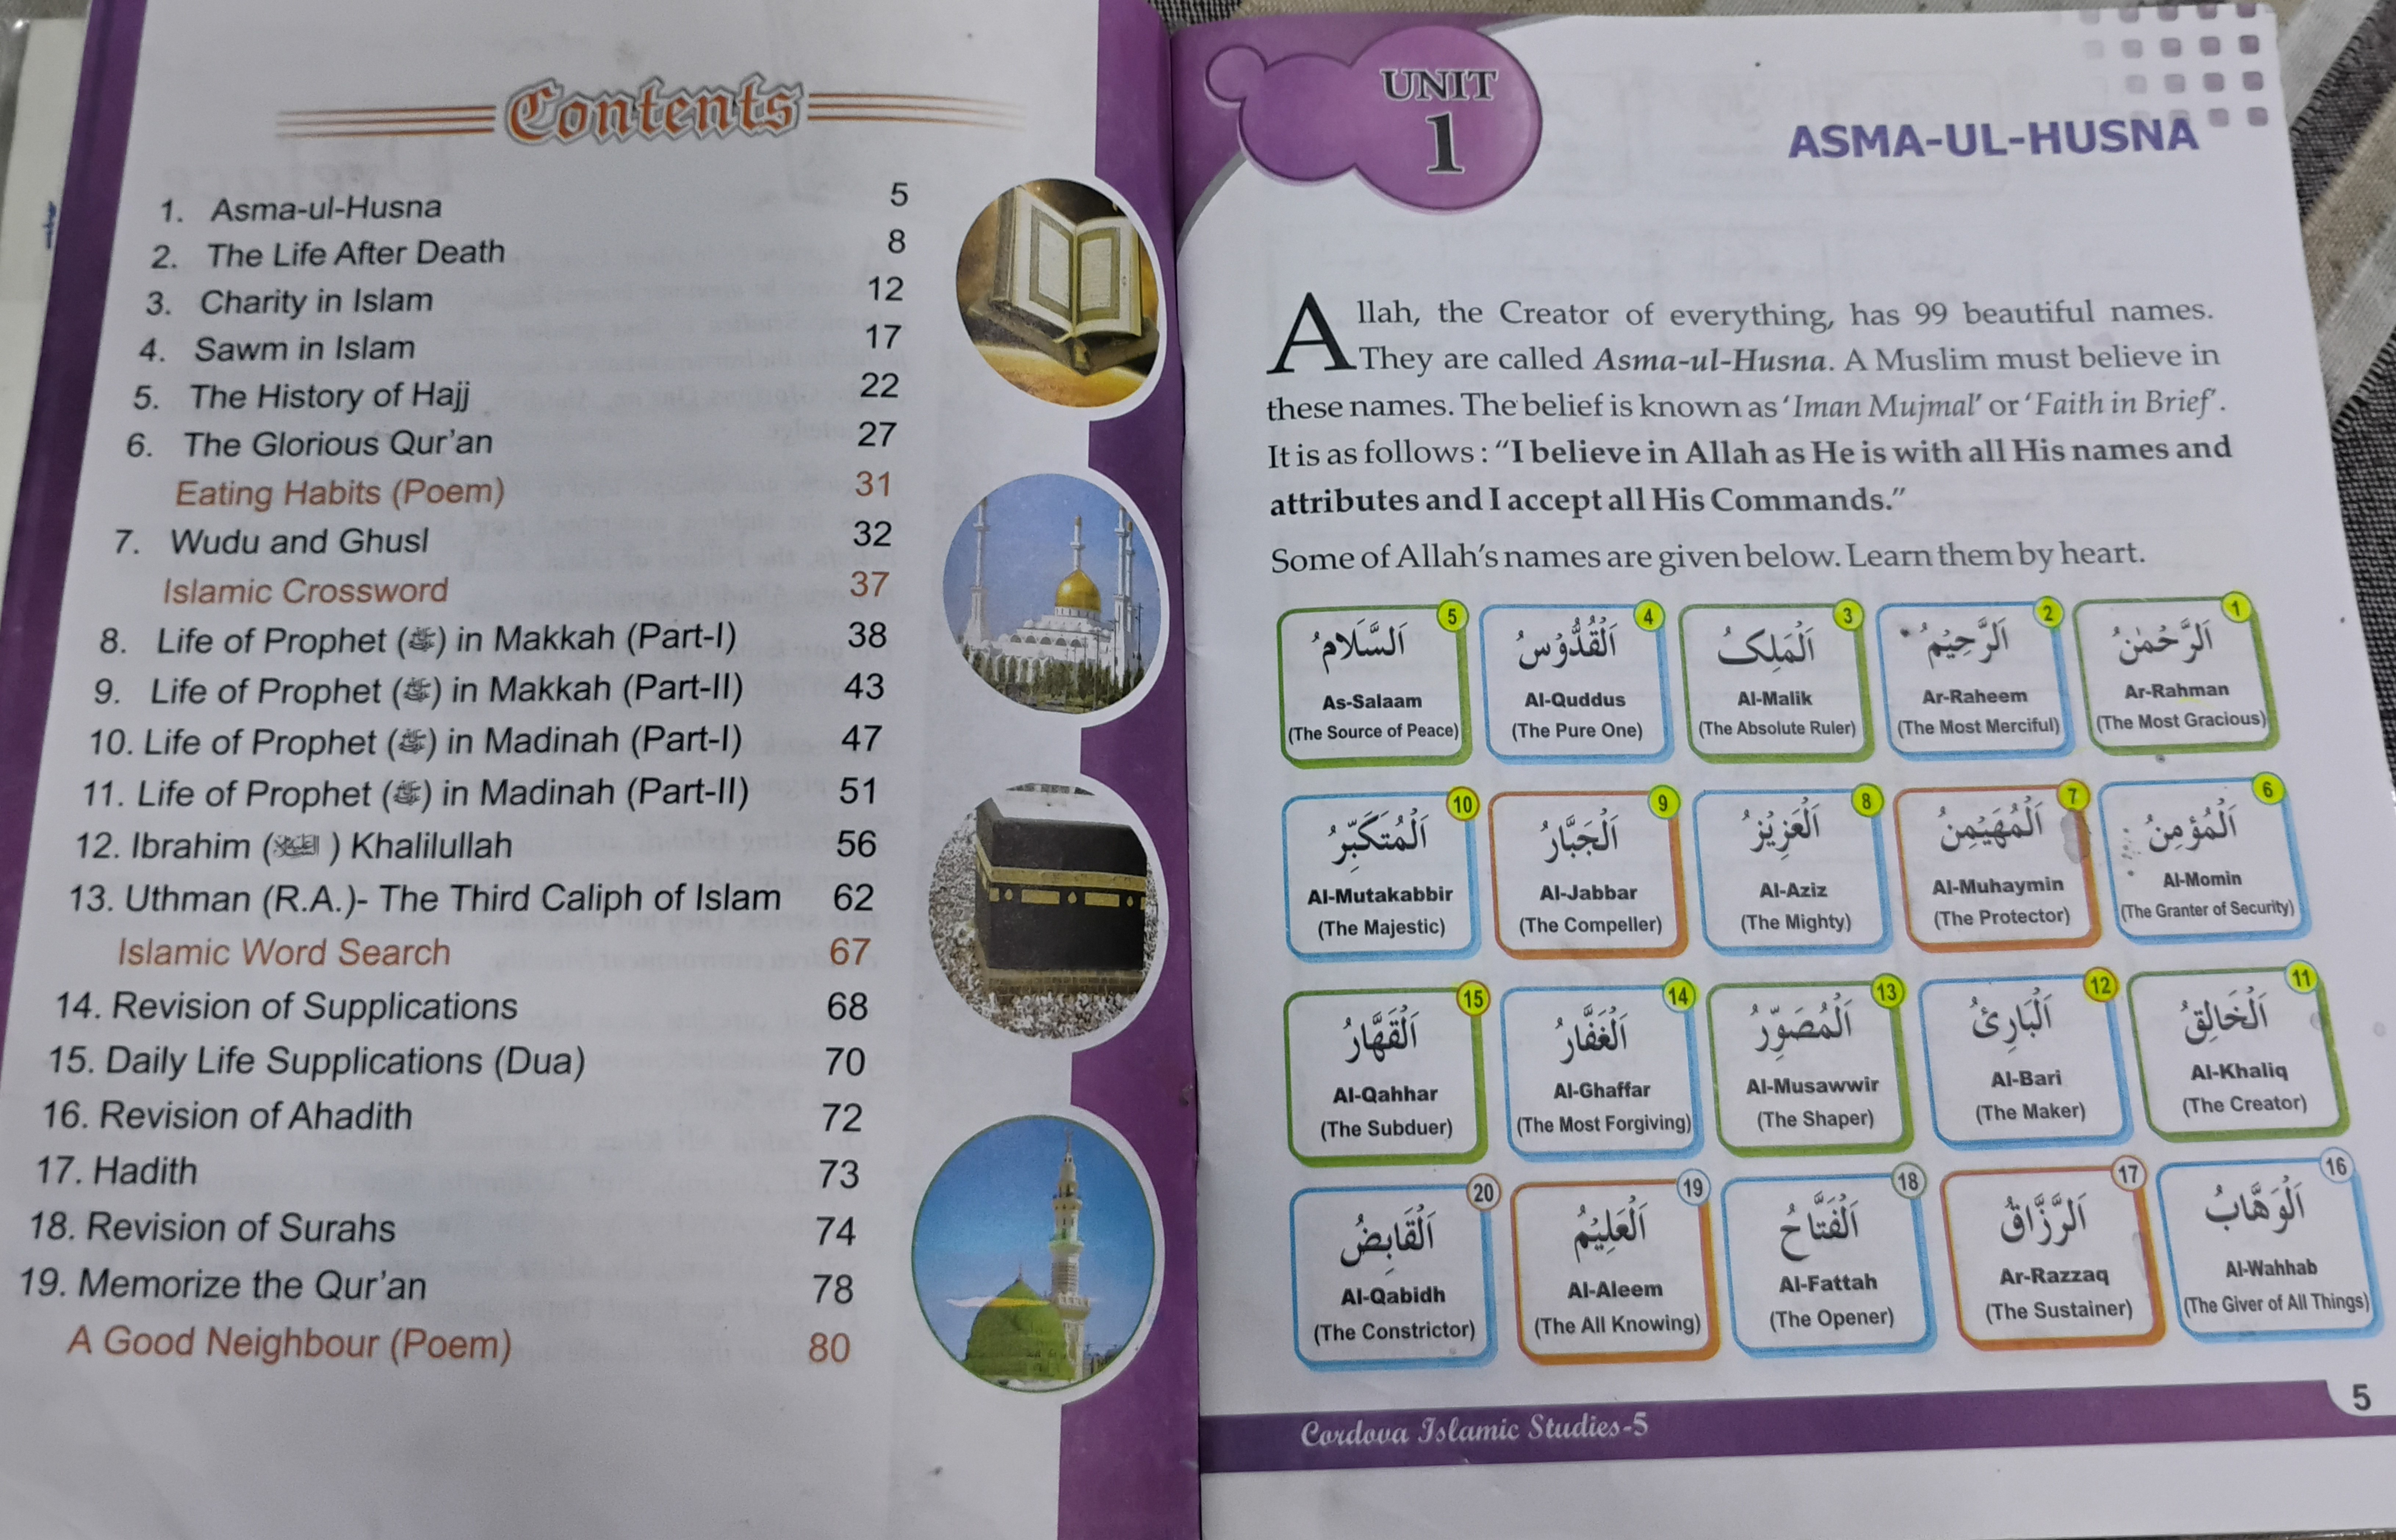 Contents
1. Asma-ul-Husna 5
2. The Life After Death 8
3. Charity in Islam 12
4. Sawm in Islam 17
5. The History of Hajj 22
6. The Glorious Qur'an 27
Eating Habits (Poem) 31
7. Wudu and Ghusl 32
Islamic Crossword 37
8. Life of Prophet (ﷺ) in Makkah (Part-I) 38
9. Life of Prophet (ﷺ) in Makkah (Part-II) 43
10. Life of Prophet (ﷺ) in Madinah (Part-I) 47
11. Life of Prophet (ﷺ) in Madinah (Part-II) 51
12. Ibrahim ( ) Khalilullah 56
13. Uthman (R.A.)- The Third Caliph of Islam 62
Islamic Word Search 67
14. Revision of Supplications 68
15. Daily Life Supplications (Dua) 70
16. Revision of Ahadith 72
17. Hadith 73
18. Revision of Surahs 74
19. Memorize the Qur'an 78
A Good Neighbour (Poem) 80
UNIT
1
ASMA-UL-HUSNA
Allah, the Creator of everything, has 99 beautiful names.
They are called Asma-ul-Husna. A Muslim must believe in
these names. The belief is known as 'Iman Mujmal' or 'Faith in Brief'.
It is as follows : "I believe in Allah as He is with all His names and
attributes and I accept all His Commands."
Some of Allah's names are given below. Learn them by heart.
5 4 3 2 1
اَلسَّلَامُ اَلْقُدُّوْسُ اَلْمَلِكُ اَلرَّحِيْمُ اَلرَّحْمٰنُ
As-Salaam Al-Quddus Al-Malik Ar-Raheem Ar-Rahman
(The Source of Peace) (The Pure One) (The Absolute Ruler) (The Most Merciful) (The Most Gracious)
10 9 8 7 6
اَلْمُتَكَبِّرُ اَلْجَبَّارُ اَلْعَزِيْزُ اَلْمُهَيْمِنُ اَلْمُؤْمِنُ
Al-Mutakabbir Al-Jabbar Al-Aziz Al-Muhaymin Al-Momin
(The Majestic) (The Compeller) (The Mighty) (The Protector) (The Granter of Security)
15 14 13 12 11
اَلْقَهَّارُ اَلْغَفَّارُ اَلْمُصَوِّرُ اَلْبَارِئُ اَلْخَالِقُ
Al-Qahhar Al-Ghaffar Al-Musawwir Al-Bari Al-Khaliq
(The Subduer) (The Most Forgiving) (The Shaper) (The Maker) (The Creator)
20 19 18 17 16
اَلْقَابِضُ اَلْعَلِيْمُ اَلْفَتَّاحُ اَلرَّزَّاقُ اَلْوَهَّابُ
Al-Qabidh Al-Aleem Al-Fattah Ar-Razzaq Al-Wahhab
(The Constrictor) (The All Knowing) (The Opener) (The Sustainer) (The Giver of All Things)
Cordova Islamic Studies-5
5